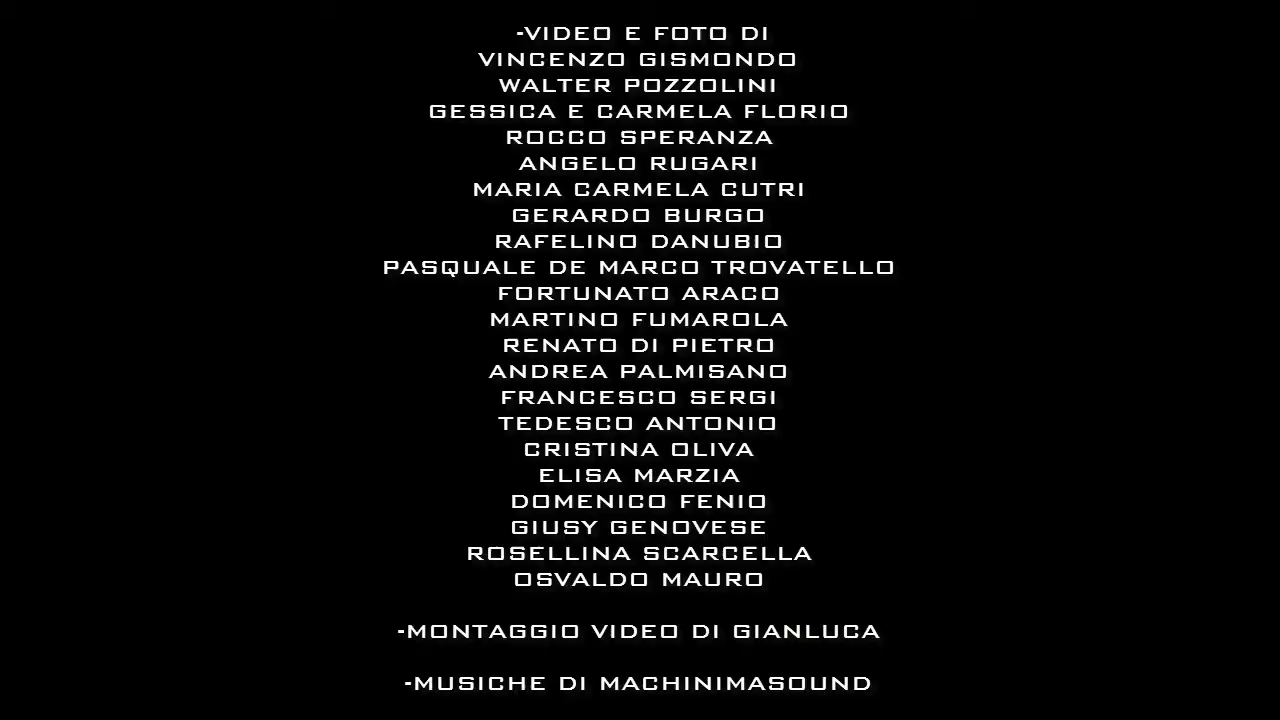 -VIDEO E FOTO DI
VINCENZO GISMONDO
WALTER POZZOLINI
GESSICA E CARMELA FLORIO
ROCCO SPERANZA
ANGELO RUGARI
MARIA CARMELA CUTRI
GERARDO BURGO
RAFELINO DANUBIO
PASQUALE DE MARCO TROVATELLO
FORTUNATO ARACO
MARTINO FUMAROLA
RENATO DI PIETRO
ANDREA PALMISANO
FRANCESCO SERGI
TEDESCO ANTONIO
CRISTINA OLIVA
ELISA MARZIA
DOMENICO FENIO
GIUSY GENOVESE
ROSELLINA SCARCELLA
OSVALDO MAURO
-MONTAGGIO VIDEO DI GIANLUCA
-MUSICHE DI MACHINIMASOUND